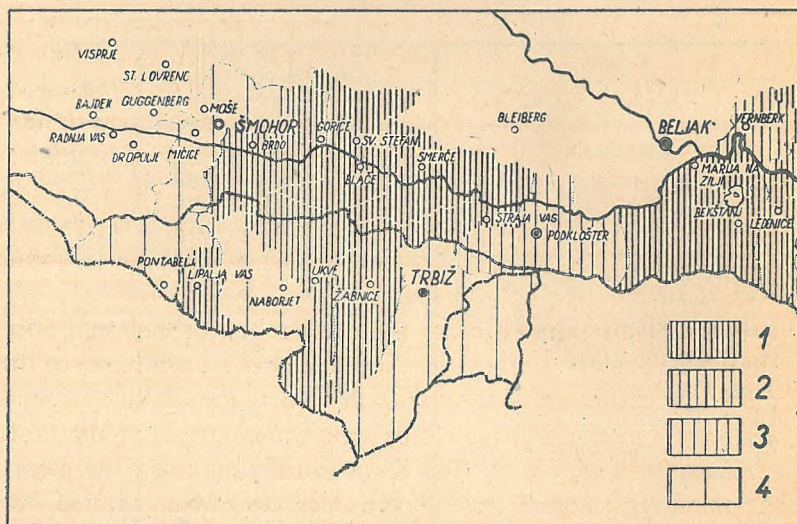 VISPRJE
ST. LOVRENC
BAJDEK
GUGGENBERG
MOŠE
ŠMOHOR
RADNJA VAS
DROPOLJE
MIČICE
BRDO
GORIČE
SV. ŠTEFAN
BLAČE
SMERČE
BLEIBERG
BELJAK
VERNBERK
MARIJA NA
ZILJI
BEKŠTANJ
LEDENICE
STRAJA VAS
PODKLOŠTER
PONTABELJ
LIPALJA VAS
NABORJET
UKVE
ŽABNICE
TRBIŽ
1
2
3
4